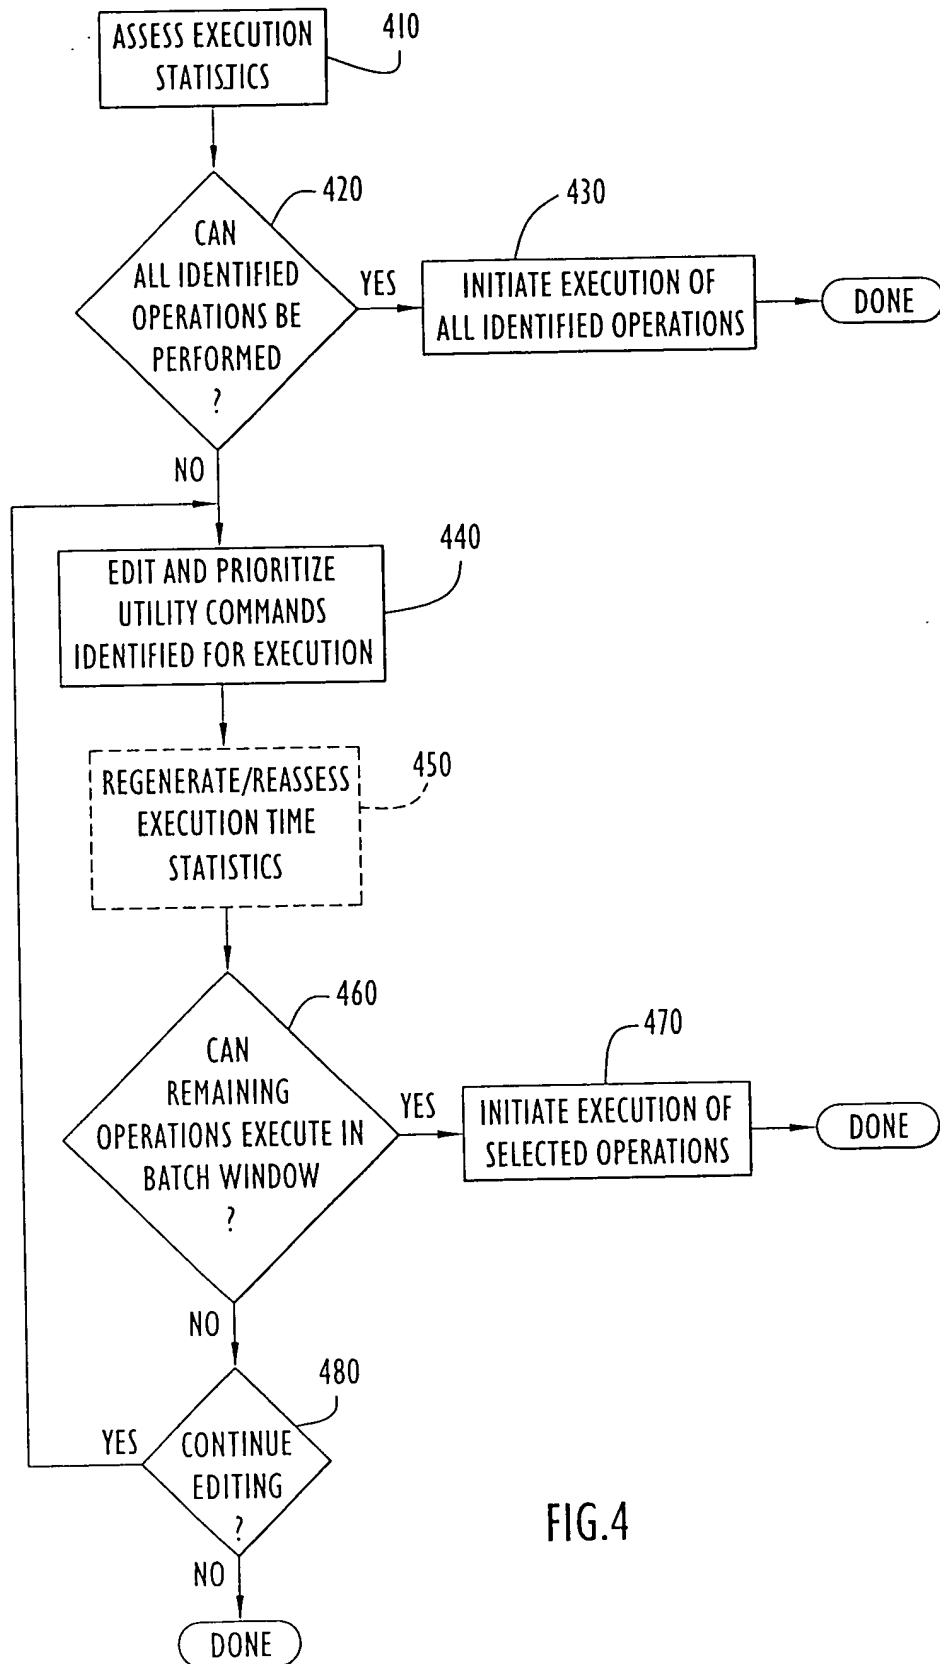 ASSESS EXECUTION
STATISTICS
410
420
CAN
ALL IDENTIFIED
OPERATIONS BE
PERFORMED
?
YES
430
INITIATE EXECUTION OF
ALL IDENTIFIED OPERATIONS
DONE
NO
440
EDIT AND PRIORITIZE
UTILITY COMMANDS
IDENTIFIED FOR EXECUTION
450
REGENERATE/REASSESS
EXECUTION TIME
STATISTICS
460
CAN
REMAINING
OPERATIONS EXECUTE IN
BATCH WINDOW
?
YES
470
INITIATE EXECUTION OF
SELECTED OPERATIONS
DONE
NO
480
YES
CONTINUE
EDITING
?
NO
DONE
FIG.4